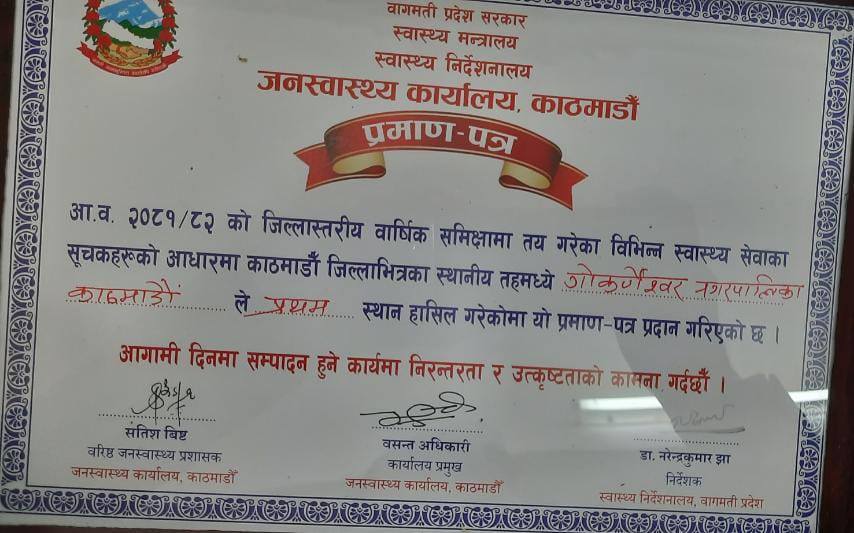 वागमती प्रदेश सरकार
स्वास्थ्य मन्त्रालय
स्वास्थ्य निर्देशनालय
जनस्वास्थ्य कार्यालय, काठमाडौँ
प्रमाण-पत्र
आ.व. २०८१/८२ को जिल्लास्तरीय वार्षिक समिक्षामा तय गरेका विभिन्न स्वास्थ्य सेवाका
सूचकहरूको आधारमा काठमाडौँ जिल्लाभित्रका स्थानीय तहमध्ये गोकर्णेश्वर नगरपालिका
काठमाडौं ले प्रथम स्थान हासिल गरेकोमा यो प्रमाण-पत्र प्रदान गरिएको छ ।
आगामी दिनमा सम्पादन हुने कार्यमा निरन्तरता र उत्कृष्टताको कामना गर्दछौँ ।
सन्तिश बिष्ट
वरिष्ठ जनस्वास्थ्य प्रशासक
जनस्वास्थ्य कार्यालय, काठमाडौँ
वसन्त अधिकारी
कार्यालय प्रमुख
जनस्वास्थ्य कार्यालय, काठमाडौँ
डा. नरेन्द्रकुमार झा
निर्देशक
स्वास्थ्य निर्देशनालय, वागमती प्रदेश